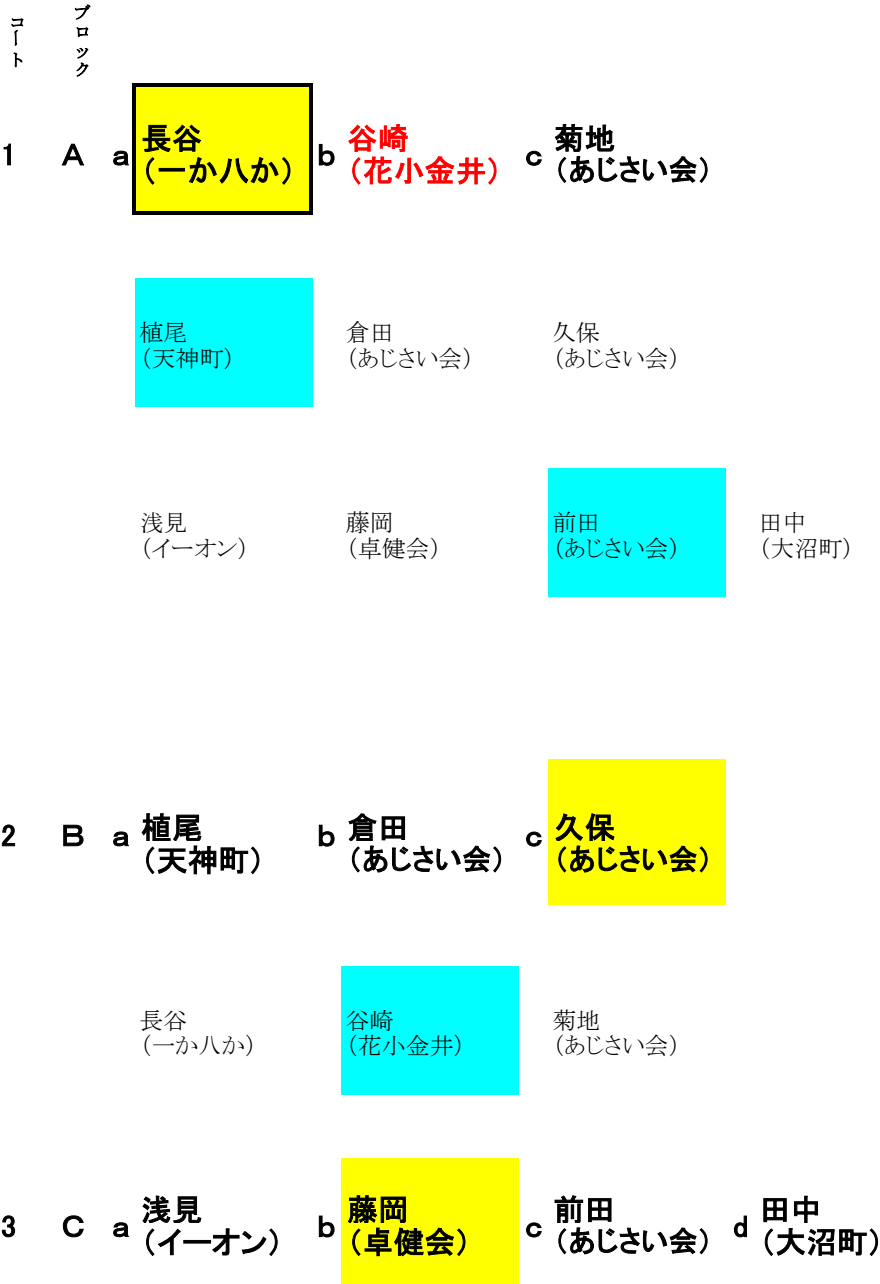 コート ブロック
1 A a 長谷 b 谷崎 c 菊地
(一か八か) (花小金井) (あじさい会)
植尾 倉田 久保
(天神町) (あじさい会) (あじさい会)
浅見 藤岡 前田 田中
(イーオン) (卓健会) (あじさい会) (大沼町)
2 B a 植尾 b 倉田 c 久保
(天神町) (あじさい会) (あじさい会)
長谷 谷崎 菊地
(一か八か) (花小金井) (あじさい会)
3 C a 浅見 b 藤岡 c 前田 d 田中
(イーオン) (卓健会) (あじさい会) (大沼町)